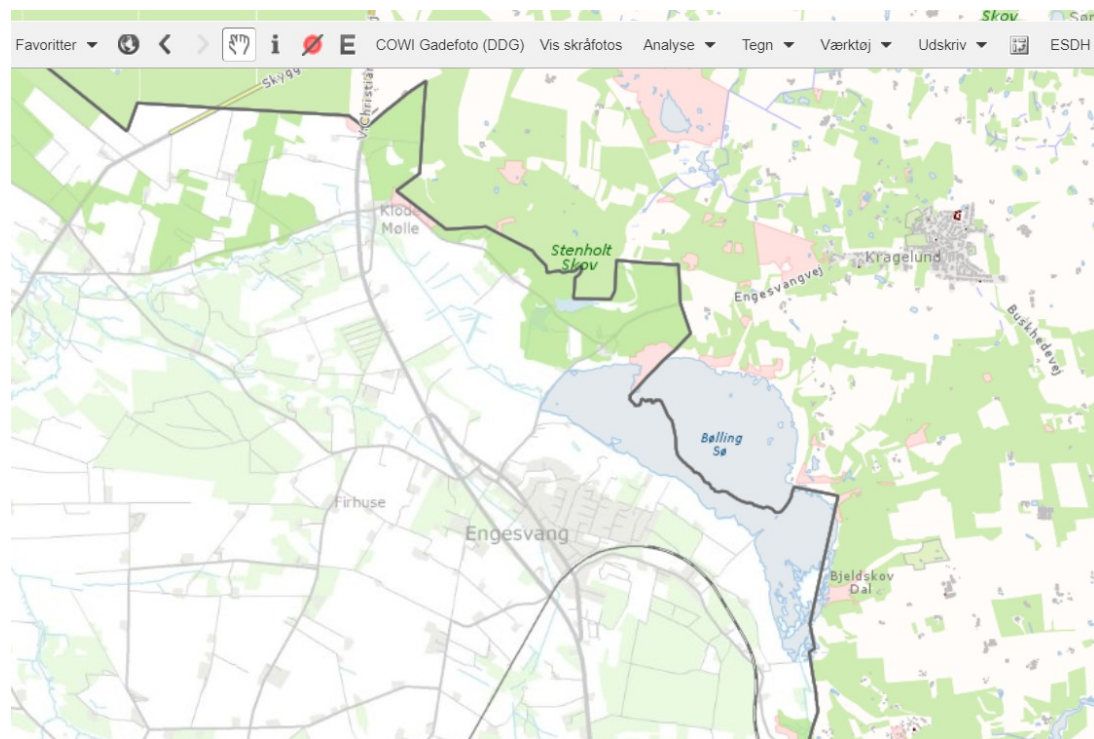 Skov
Favoritter
i
E
COWI Gadefoto (DDG)
Vis skråfotos
Analyse
Tegn
Værktøj
Udskriv
ESDH
Klode
Mølle
Stenholt
Skov
Kragelund
Engesvangvej
Buskhedevej
Bølling
Sø
Firhuse
Engesvang
Bjeldskov
Dal